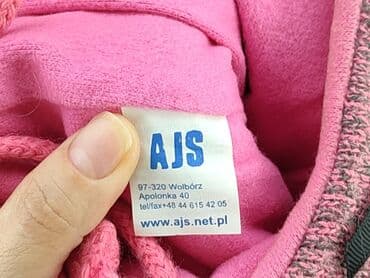 AJS
97-320 Wolbórz
Apolonka 40
tel/fax+48 44 615 42 05
www.ajs.net.pl